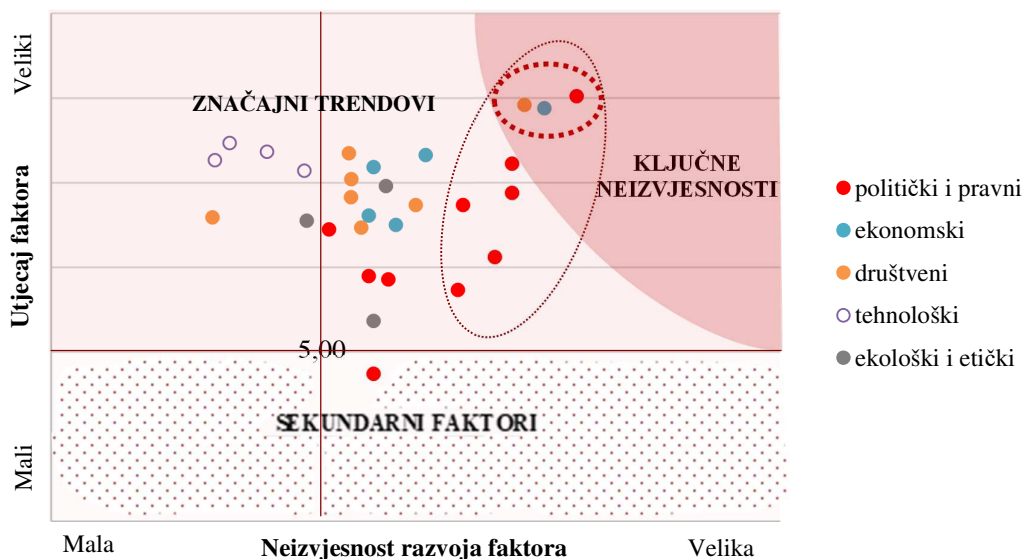 Veliki
ZNAČAJNI TRENDOVI
KLJUČNE
NEIZVJESNOSTI
Utjecaj faktora
5,00
SEKUNDARNI FAKTORI
Mali
Mala
Neizvjesnost razvoja faktora
Velika
politički i pravni
ekonomski
društveni
tehnološki
ekološki i etički